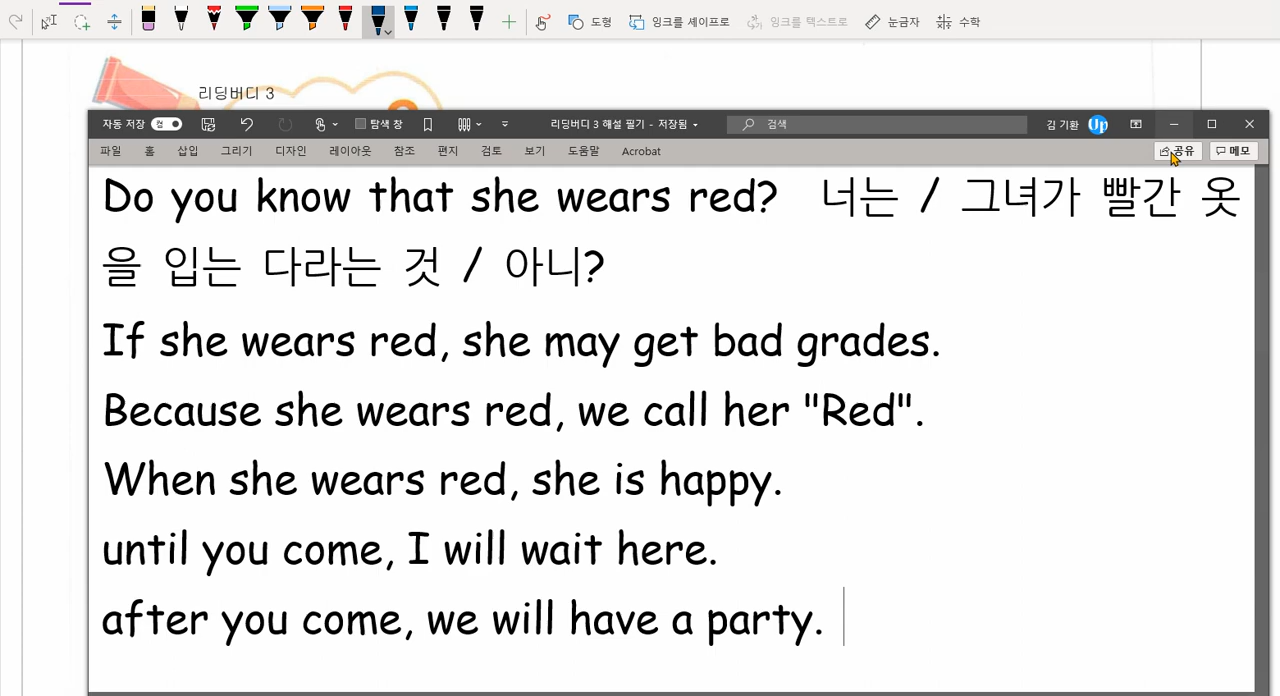 도형
잉크를 셰이프로
잉크를 텍스트로
눈금자
수학
리딩버디 3
자동 저장
켬
탐색 창
리딩버디 3 해설 필기 - 저장됨
검색
김 기환
Up
파일 홈 삽입 그리기 디자인 레이아웃 참조 편지 검토 보기 도움말 Acrobat
공유
메모
Do you know that she wears red? 너는 / 그녀가 빨간 옷
을 입는 다라는 것 / 아니?
If she wears red, she may get bad grades.
Because she wears red, we call her "Red".
When she wears red, she is happy.
until you come, I will wait here.
after you come, we will have a party.